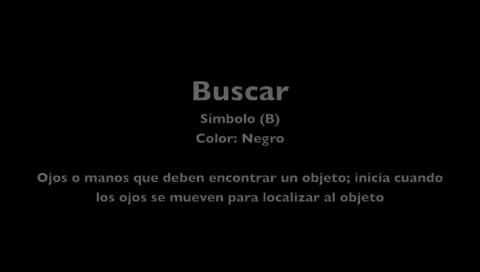 Buscar
Símbolo (B)
Color: Negro
Ojos o manos que deben encontrar un objeto; inicia cuando
los ojos se mueven para localizar al objeto